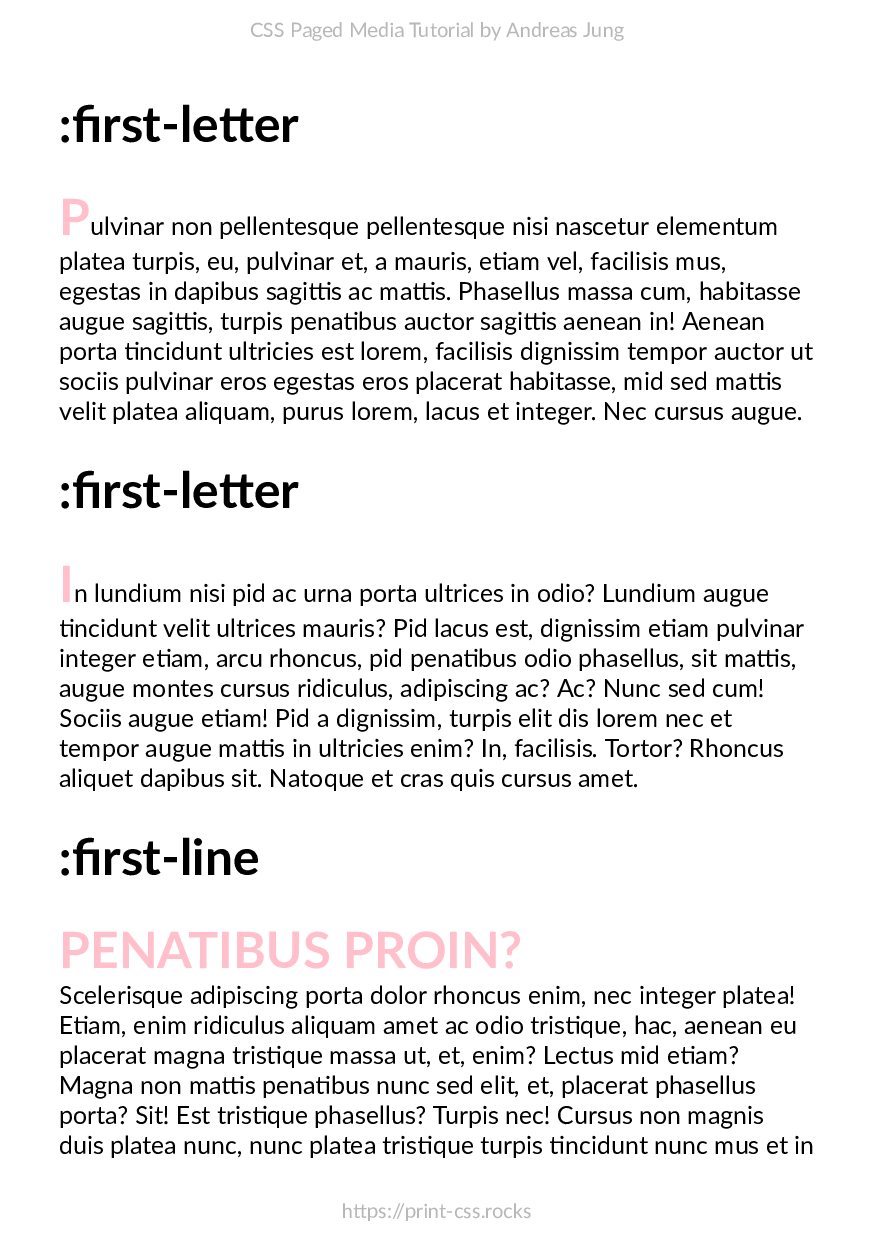 CSS Paged Media Tutorial by Andreas Jung
:first-letter
Pulvinar non pellentesque pellentesque nisi nascetur elementum
platea turpis, eu, pulvinar et, a mauris, etiam vel, facilisis mus,
egestas in dapibus sagittis ac mattis. Phasellus massa cum, habitasse
augue sagittis, turpis penatibus auctor sagittis aenean in! Aenean
porta tincidunt ultricies est lorem, facilisis dignissim tempor auctor ut
sociis pulvinar eros egestas eros placerat habitasse, mid sed mattis
velit platea aliquam, purus lorem, lacus et integer. Nec cursus augue.
:first-letter
In lundium nisi pid ac urna porta ultrices in odio? Lundium augue
tincidunt velit ultrices mauris? Pid lacus est, dignissim etiam pulvinar
integer etiam, arcu rhoncus, pid penatibus odio phasellus, sit mattis,
augue montes cursus ridiculus, adipiscing ac? Ac? Nunc sed cum!
Sociis augue etiam! Pid a dignissim, turpis elit dis lorem nec et
tempor augue mattis in ultricies enim? In, facilisis. Tortor? Rhoncus
aliquet dapibus sit. Natoque et cras quis cursus amet.
:first-line
PENATIBUS PROIN?
Scelerisque adipiscing porta dolor rhoncus enim, nec integer platea!
Etiam, enim ridiculus aliquam amet ac odio tristique, hac, aenean eu
placerat magna tristique massa ut, et, enim? Lectus mid etiam?
Magna non mattis penatibus nunc sed elit, et, placerat phasellus
porta? Sit! Est tristique phasellus? Turpis nec! Cursus non magnis
duis platea nunc, nunc platea tristique turpis tincidunt nunc mus et in
https://print-css.rocks